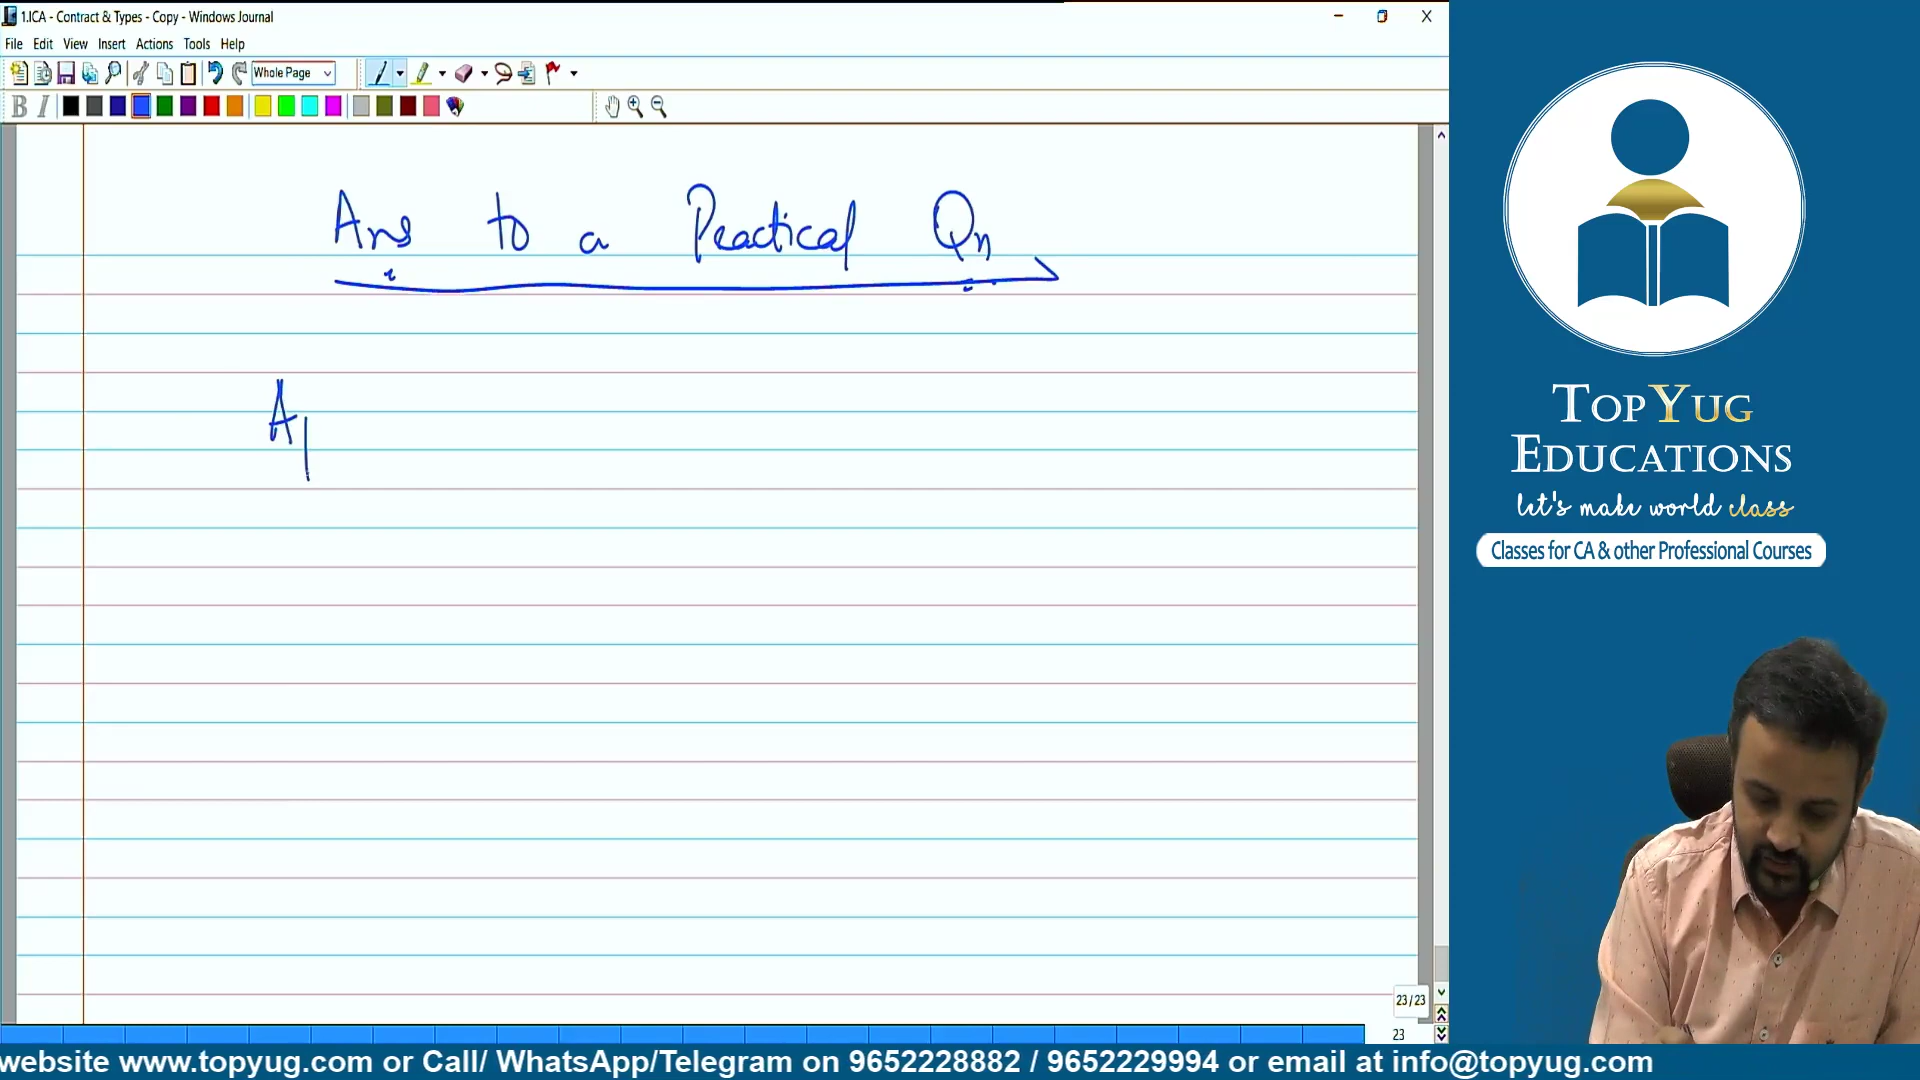 1.ICA - Contract & Types - Copy - Windows Journal
File Edit View Insert Actions Tools Help
Whole Page
B I
Ans to a Practical Qn
A1
23/23
23
TOPYUG
EDUCATIONS
let's make world class
Classes for CA & other Professional Courses
website www.topyug.com or Call/ WhatsApp/Telegram on 9652228882 / 9652229994 or email at info@topyug.com